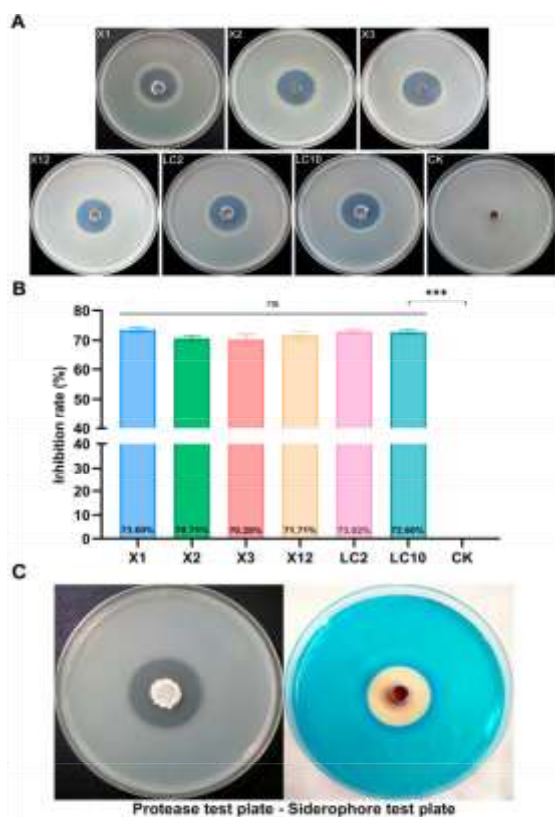 A
X1 X2 X3
X12 LC2 LC10 CK
B
ns ***
Inhibition rate (%)
80
70
60
50
40
40
30
20
10
0
X1 X2 X3 X12 LC2 LC10 CK
C
Protease test plate - Siderophore test plate